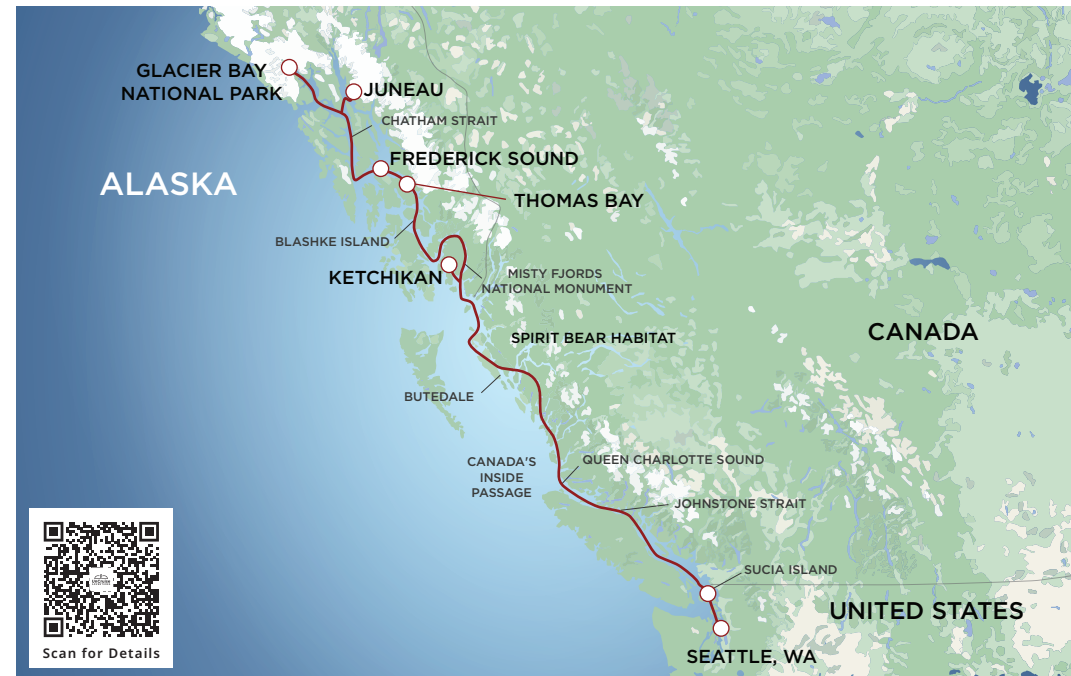 GLACIER BAY
NATIONAL PARK
JUNEAU
CHATHAM STRAIT
FREDERICK SOUND
ALASKA
THOMAS BAY
BLASHKE ISLAND
KETCHIKAN
MISTY FJORDS
NATIONAL MONUMENT
SPIRIT BEAR HABITAT
CANADA
BUTEDALE
CANADA'S
INSIDE
PASSAGE
QUEEN CHARLOTTE SOUND
JOHNSTONE STRAIT
SUCIA ISLAND
UNITED STATES
SEATTLE, WA
Scan for Details